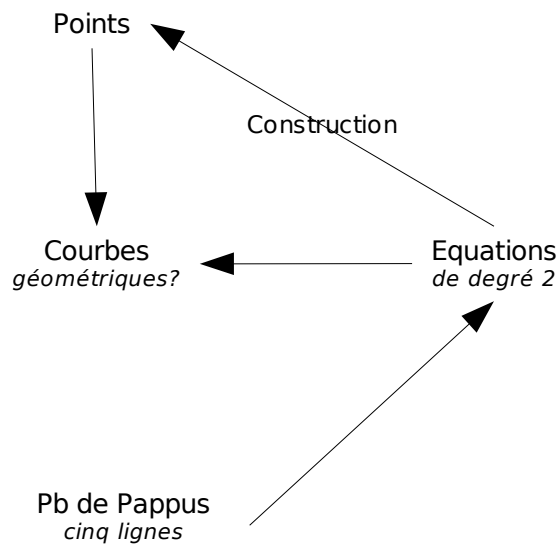 Points
Construction
Courbes
géométriques?
Equations
de degré 2
Pb de Pappus
cinq lignes